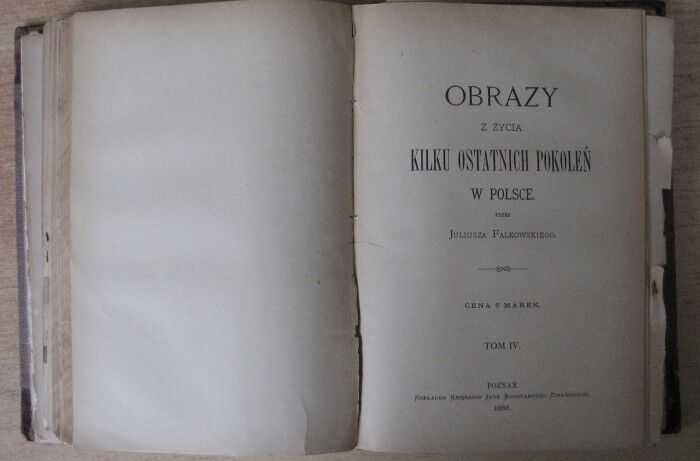 OBRAZY
Z ŻYCIA
KILKU OSTATNICH POKOLEŃ
W POLSCE.
PRZEZ
JULIUSZA FALKOWSKIEGO.
CENA 6 MAREK.
TOM IV.
POZNAŃ.
NAKŁADEM KSIĘGARNI JANA KONSTANTEGO ŻUPAŃSKIEGO.
1886.